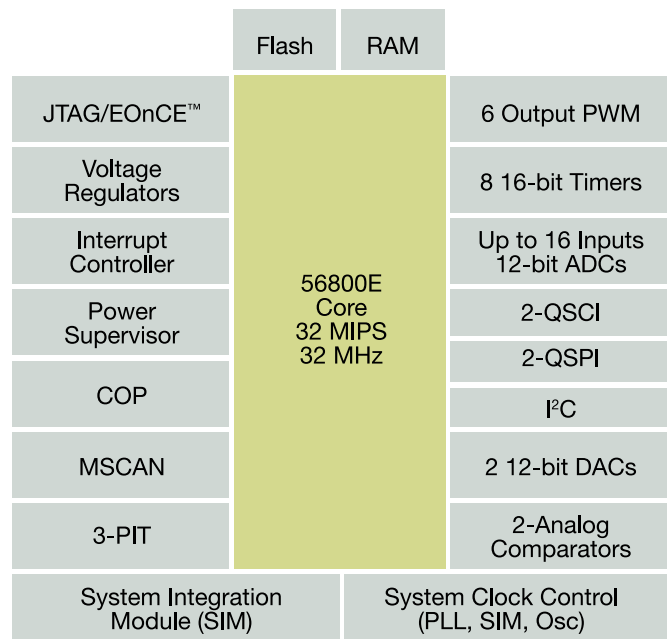 Flash
RAM
JTAG/EOnCE™
Voltage
Regulators
Interrupt
Controller
Power
Supervisor
COP
MSCAN
3-PIT
56800E
Core
32 MIPS
32 MHz
6 Output PWM
8 16-bit Timers
Up to 16 Inputs
12-bit ADCs
2-QSCI
2-QSPI
I²C
2 12-bit DACs
2-Analog
Comparators
System Integration
Module (SIM)
System Clock Control
(PLL, SIM, Osc)